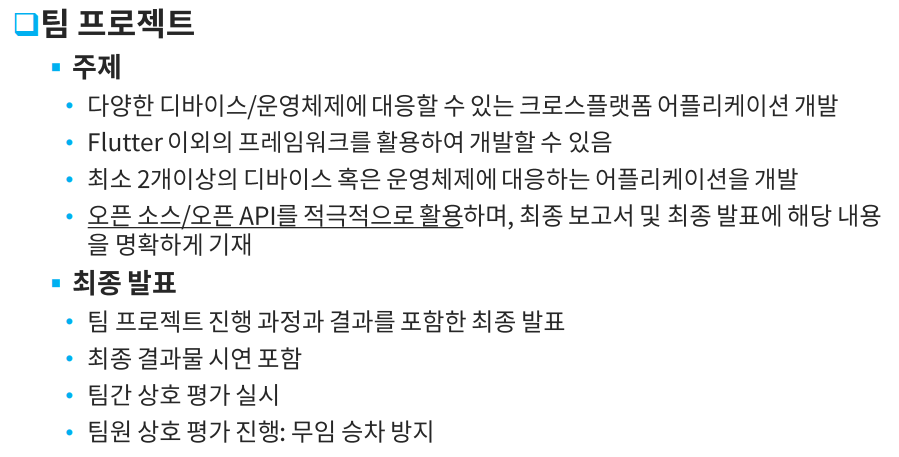 팀 프로젝트
주제
다양한 디바이스/운영체제에 대응할 수 있는 크로스플랫폼 어플리케이션 개발
Flutter 이외의 프레임워크를 활용하여 개발할 수 있음
최소 2개이상의 디바이스 혹은 운영체제에 대응하는 어플리케이션을 개발
오픈 소스/오픈 API를 적극적으로 활용하며, 최종 보고서 및 최종 발표에 해당 내용
을 명확하게 기재
최종 발표
팀 프로젝트 진행 과정과 결과를 포함한 최종 발표
최종 결과물 시연 포함
팀간 상호 평가 실시
팀원 상호 평가 진행: 무임 승차 방지